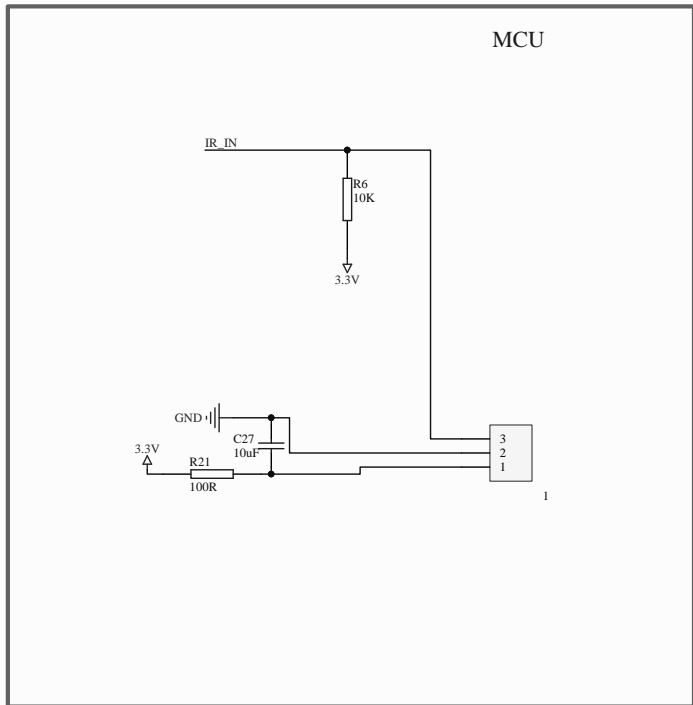 MCU
IR_IN
R6
10K
3.3V
GND
C27
10uF
3.3V
R21
100R
3
2
1
1